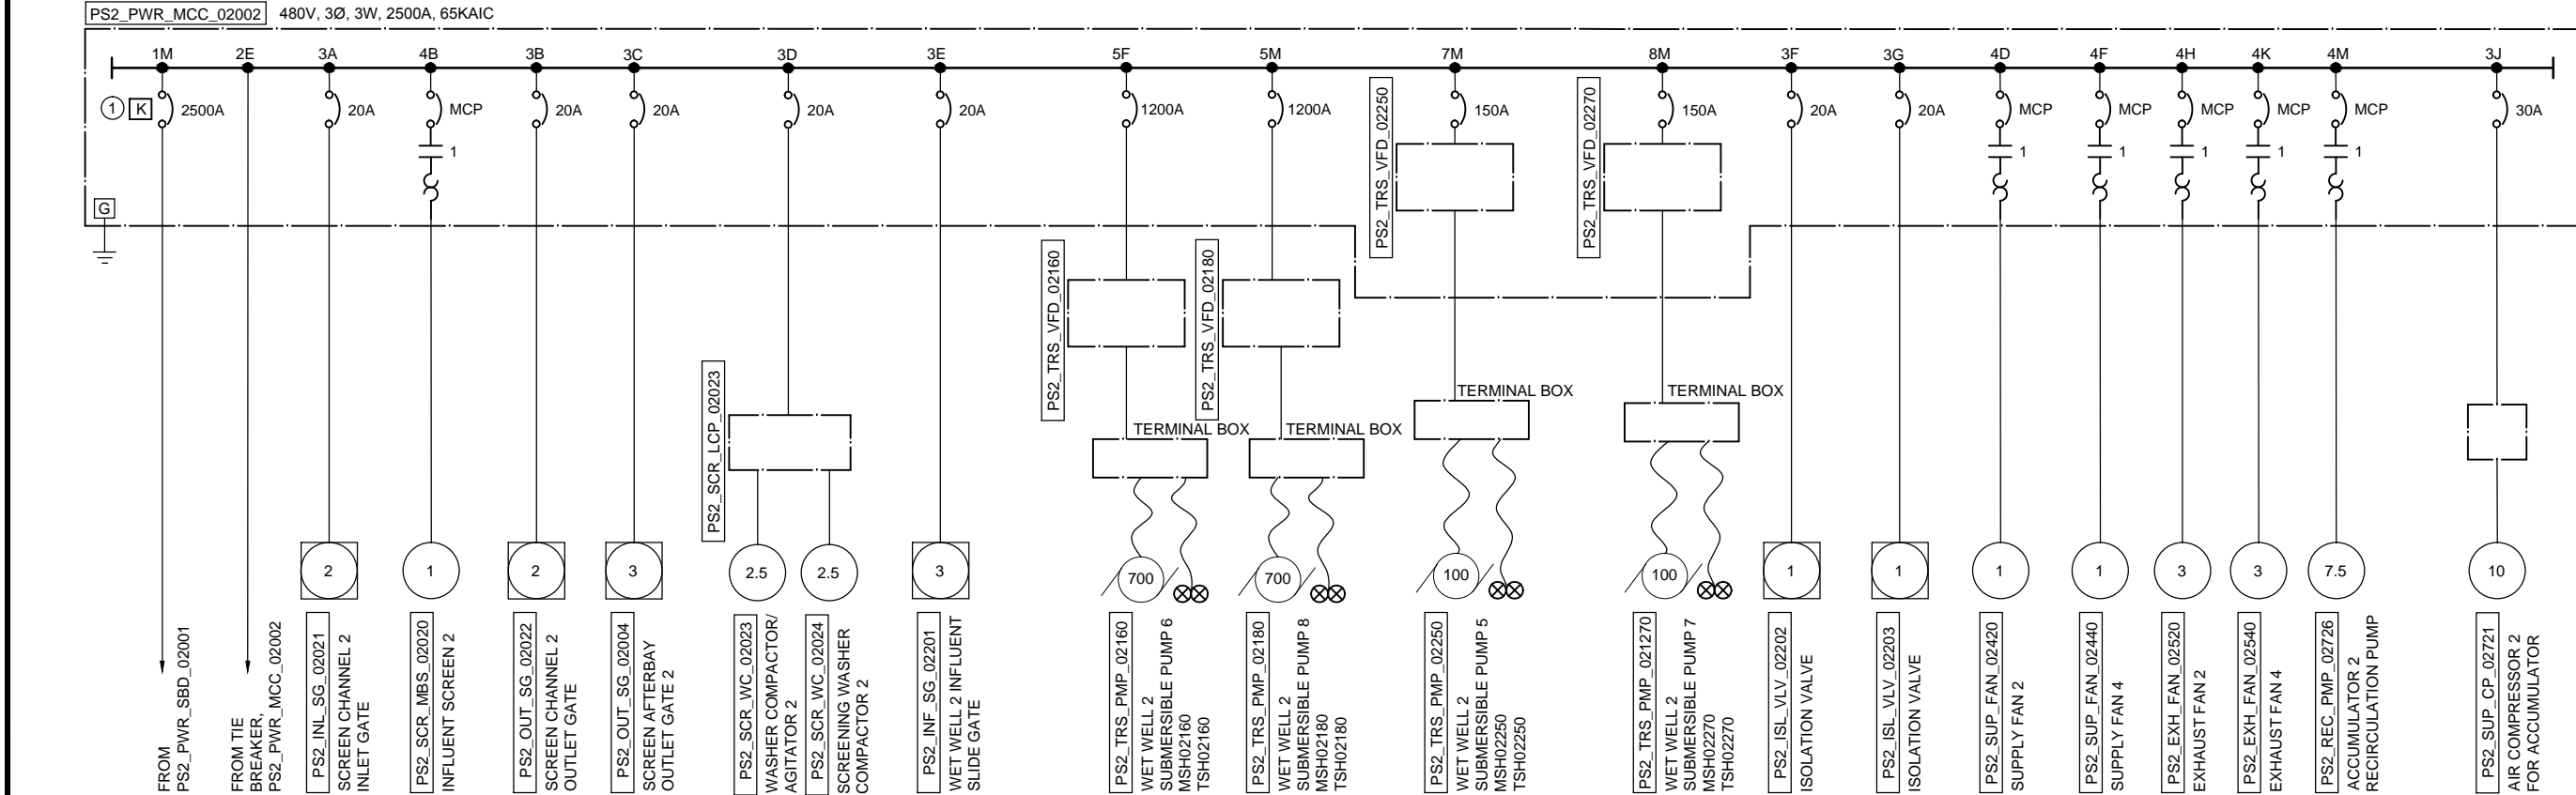 PS2_PWR_MCC_02002 480V, 3Ø, 3W, 2500A, 65KAIC
1M 2E 3A 4B 3B 3C 3D 3E 5F 5M 7M 8M 3F 3G 4D 4F 4H 4K 4M 3J
1 K 2500A 20A MCP 20A 20A 20A 20A 1200A 1200A 150A 150A 20A 20A MCP MCP MCP MCP MCP 30A
1 1 1 1 1 1
G
PS2_TRS_VFD_02250
PS2_TRS_VFD_02270
PS2_TRS_VFD_02160
PS2_TRS_VFD_02180
PS2_SCR_LCP_02023
TERMINAL BOX TERMINAL BOX TERMINAL BOX TERMINAL BOX
2 1 2 3 2.5 2.5 3 700 700 100 100 1 1 1 1 3 3 7.5 10
FROM
PS2_PWR_SBD_02001
FROM TIE
BREAKER,
PS2_PWR_MCC_02002
PS2_INL_SG_02021
SCREEN CHANNEL 2
INLET GATE
PS2_SCR_MBS_02020
INFLUENT SCREEN 2
PS2_OUT_SG_02022
SCREEN CHANNEL 2
OUTLET GATE
PS2_OUT_SG_02004
SCREEN AFTERBAY
OUTLET GATE 2
PS2_SCR_WC_02023
WASHER COMPACTOR/
AGITATOR 2
PS2_SCR_WC_02024
SCREENING WASHER
COMPACTOR 2
PS2_INF_SG_02201
WET WELL 2 INFLUENT
SLIDE GATE
PS2_TRS_PMP_02160
WET WELL 2
SUBMERSIBLE PUMP 6
MSH02160
TSH02160
PS2_TRS_PMP_02180
WET WELL 2
SUBMERSIBLE PUMP 8
MSH02180
TSH02180
PS2_TRS_PMP_02250
WET WELL 2
SUBMERSIBLE PUMP 5
MSH02250
TSH02250
PS2_TRS_PMP_021270
WET WELL 2
SUBMERSIBLE PUMP 7
MSH02270
TSH02270
PS2_ISL_VLV_02202
ISOLATION VALVE
PS2_ISL_VLV_02203
ISOLATION VALVE
PS2_SUP_FAN_02420
SUPPLY FAN 2
PS2_SUP_FAN_02440
SUPPLY FAN 4
PS2_EXH_FAN_02520
EXHAUST FAN 2
PS2_EXH_FAN_02540
EXHAUST FAN 4
PS2_REC_PMP_02726
ACCUMULATOR 2
RECIRCULATION PUMP
PS2_SUP_CP_02721
AIR COMPRESSOR 2
FOR ACCUMULATOR